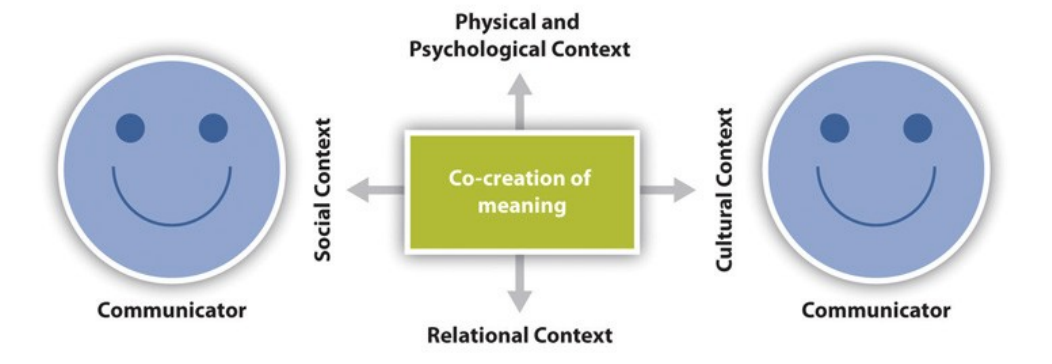 Physical and
Psychological Context
Social Context
Co-creation of
meaning
Cultural Context
Communicator
Communicator
Relational Context